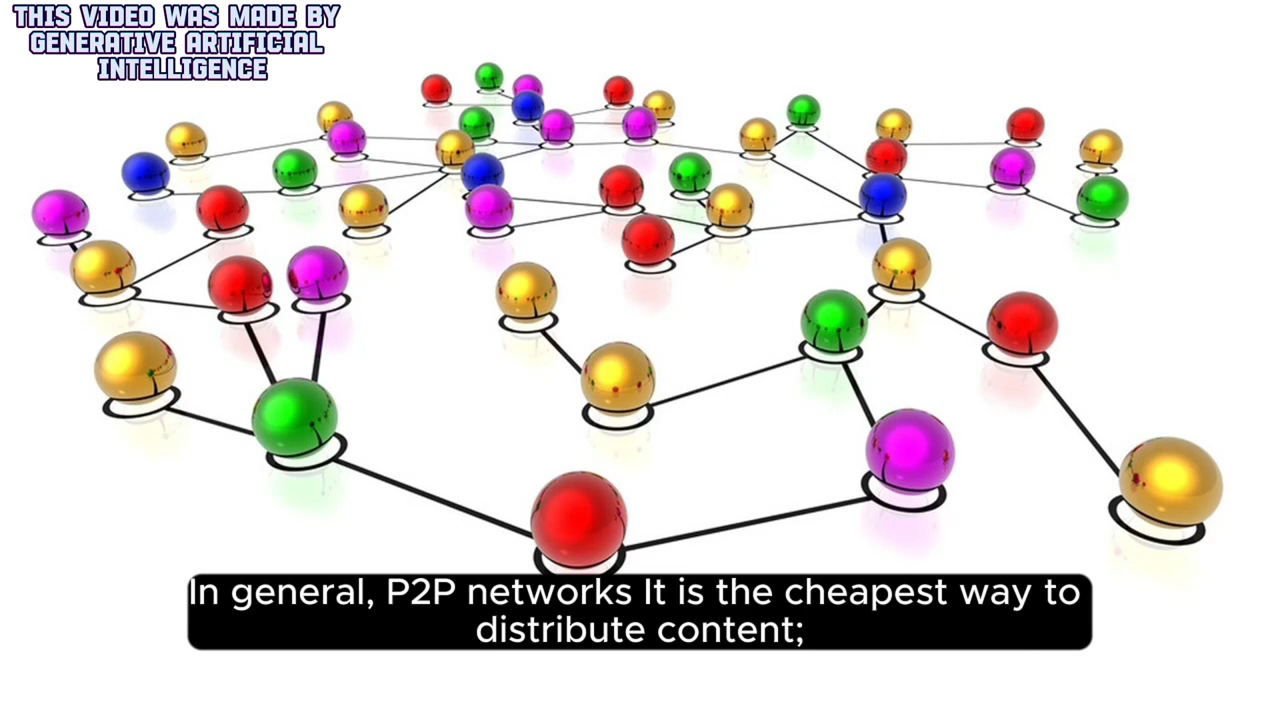 THIS VIDEO WAS MADE BY
GENERATIVE ARTIFICIAL
INTELLIGENCE
In general, P2P networks It is the cheapest way to
distribute content;